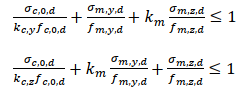 σc,0,d / kc,y fc,0,d + σm,y,d / fm,y,d + km σm,z,d / fm,z,d ≤ 1
σc,0,d / kc,z fc,0,d + km σm,y,d / fm,y,d + σm,z,d / fm,z,d ≤ 1